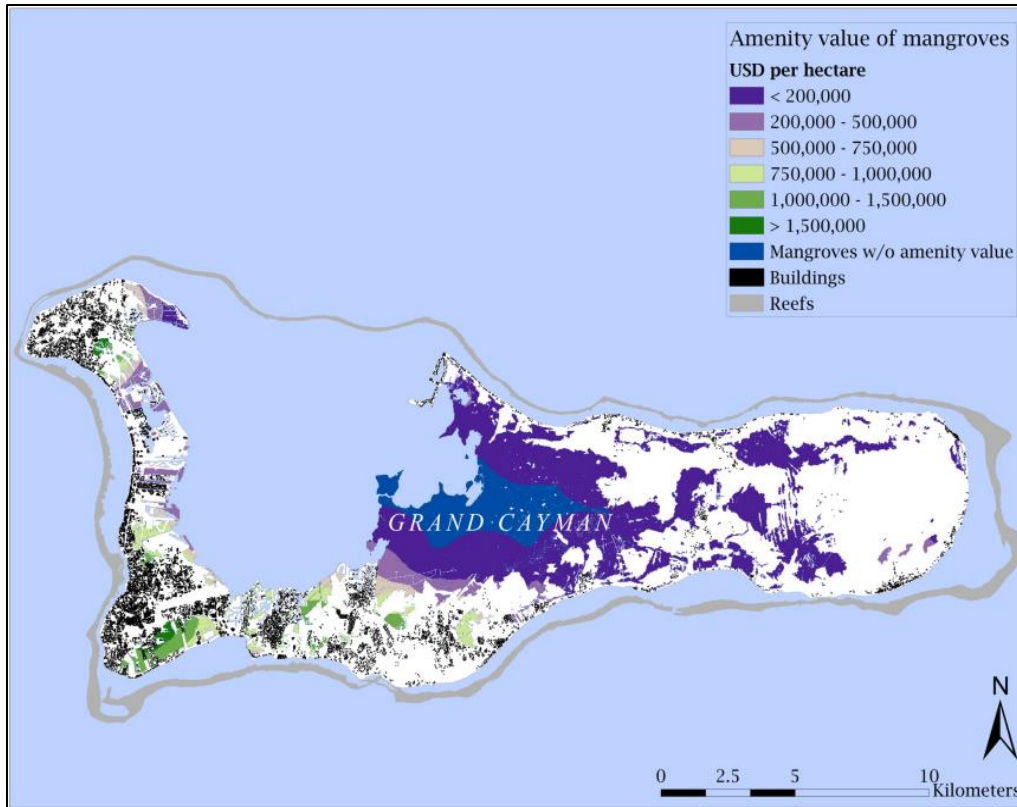 Amenity value of mangroves
USD per hectare
< 200,000
200,000 - 500,000
500,000 - 750,000
750,000 - 1,000,000
1,000,000 - 1,500,000
> 1,500,000
Mangroves w/o amenity value
Buildings
Reefs
GRAND CAYMAN
N
0 2.5 5 10
Kilometers